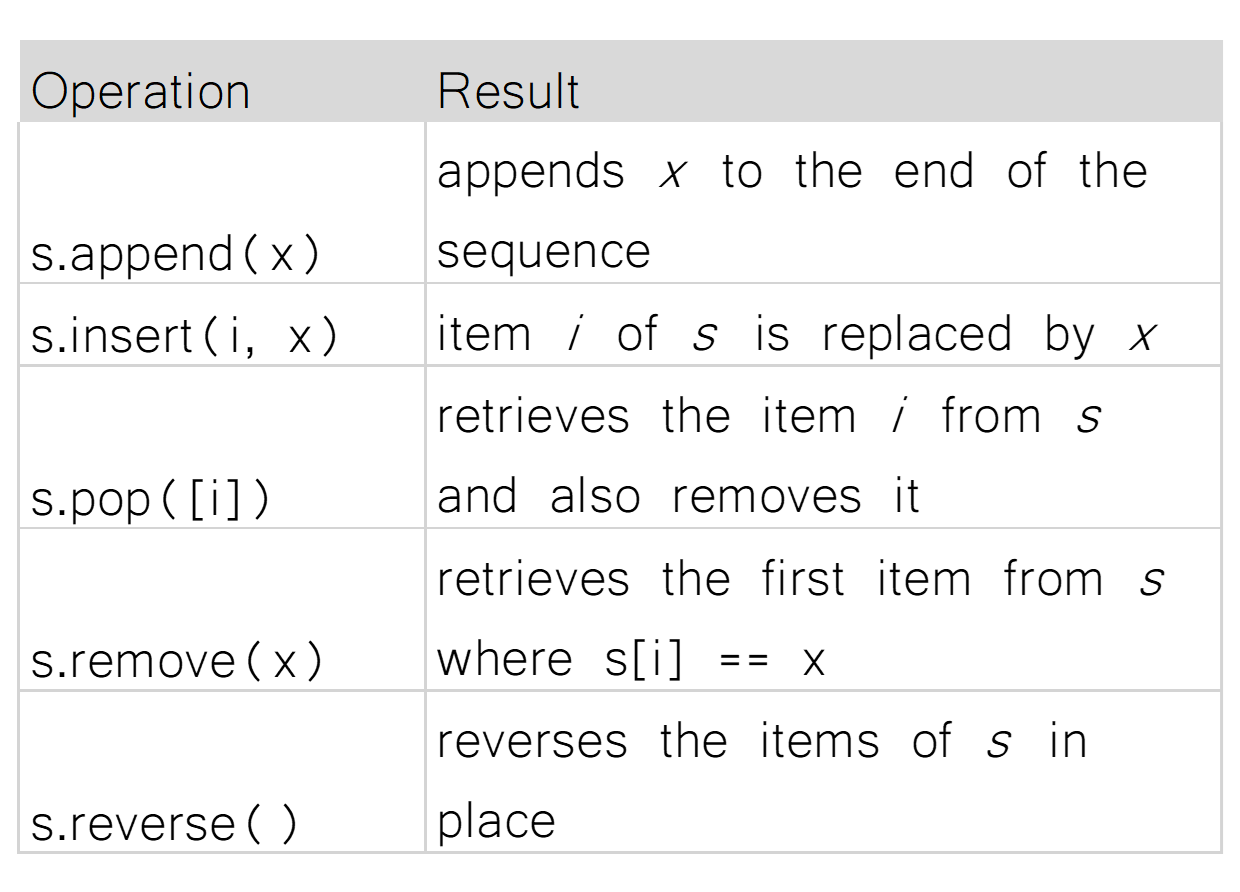 Operation Result
appends x to the end of the
s.append(x) sequence
s.insert(i, x) item i of s is replaced by x
retrieves the item i from s
s.pop([i]) and also removes it
retrieves the first item from s
s.remove(x) where s[i] == x
reverses the items of s in
s.reverse() place